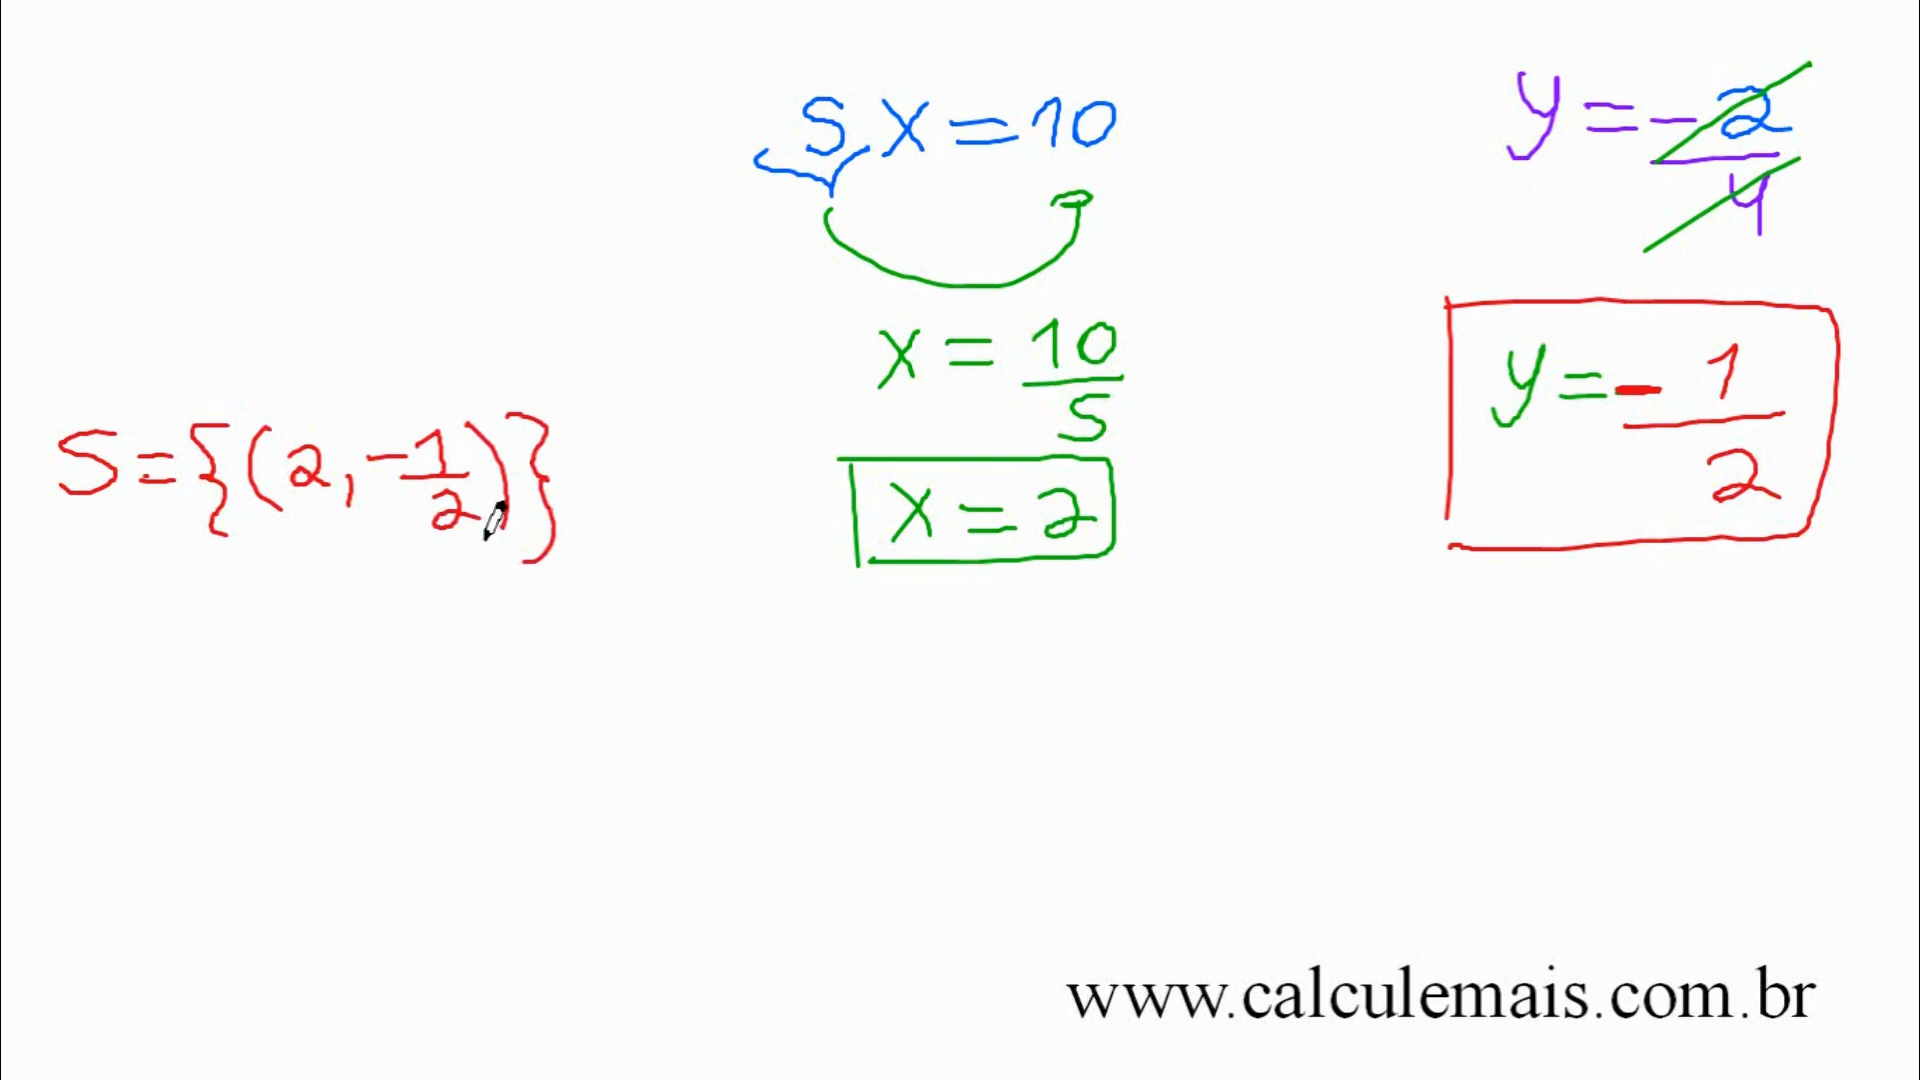 5x = 10
x = 10/5
x = 2
y = -2/4
y = -1/2
S = {(2, -1/2)}
www.calculemais.com.br